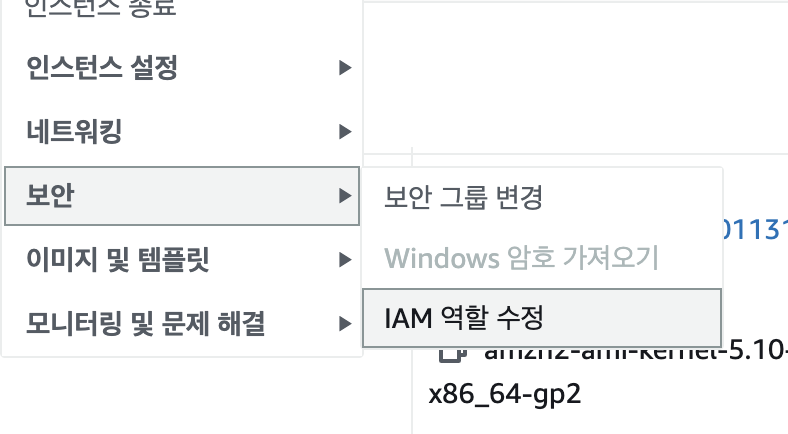 인스턴스 종료
인스턴스 설정
네트워킹
보안
이미지 및 템플릿
모니터링 및 문제 해결
보안 그룹 변경
Windows 암호 가져오기
IAM 역할 수정
01131
amzn2-ami-kernel-5.10-
x86_64-gp2